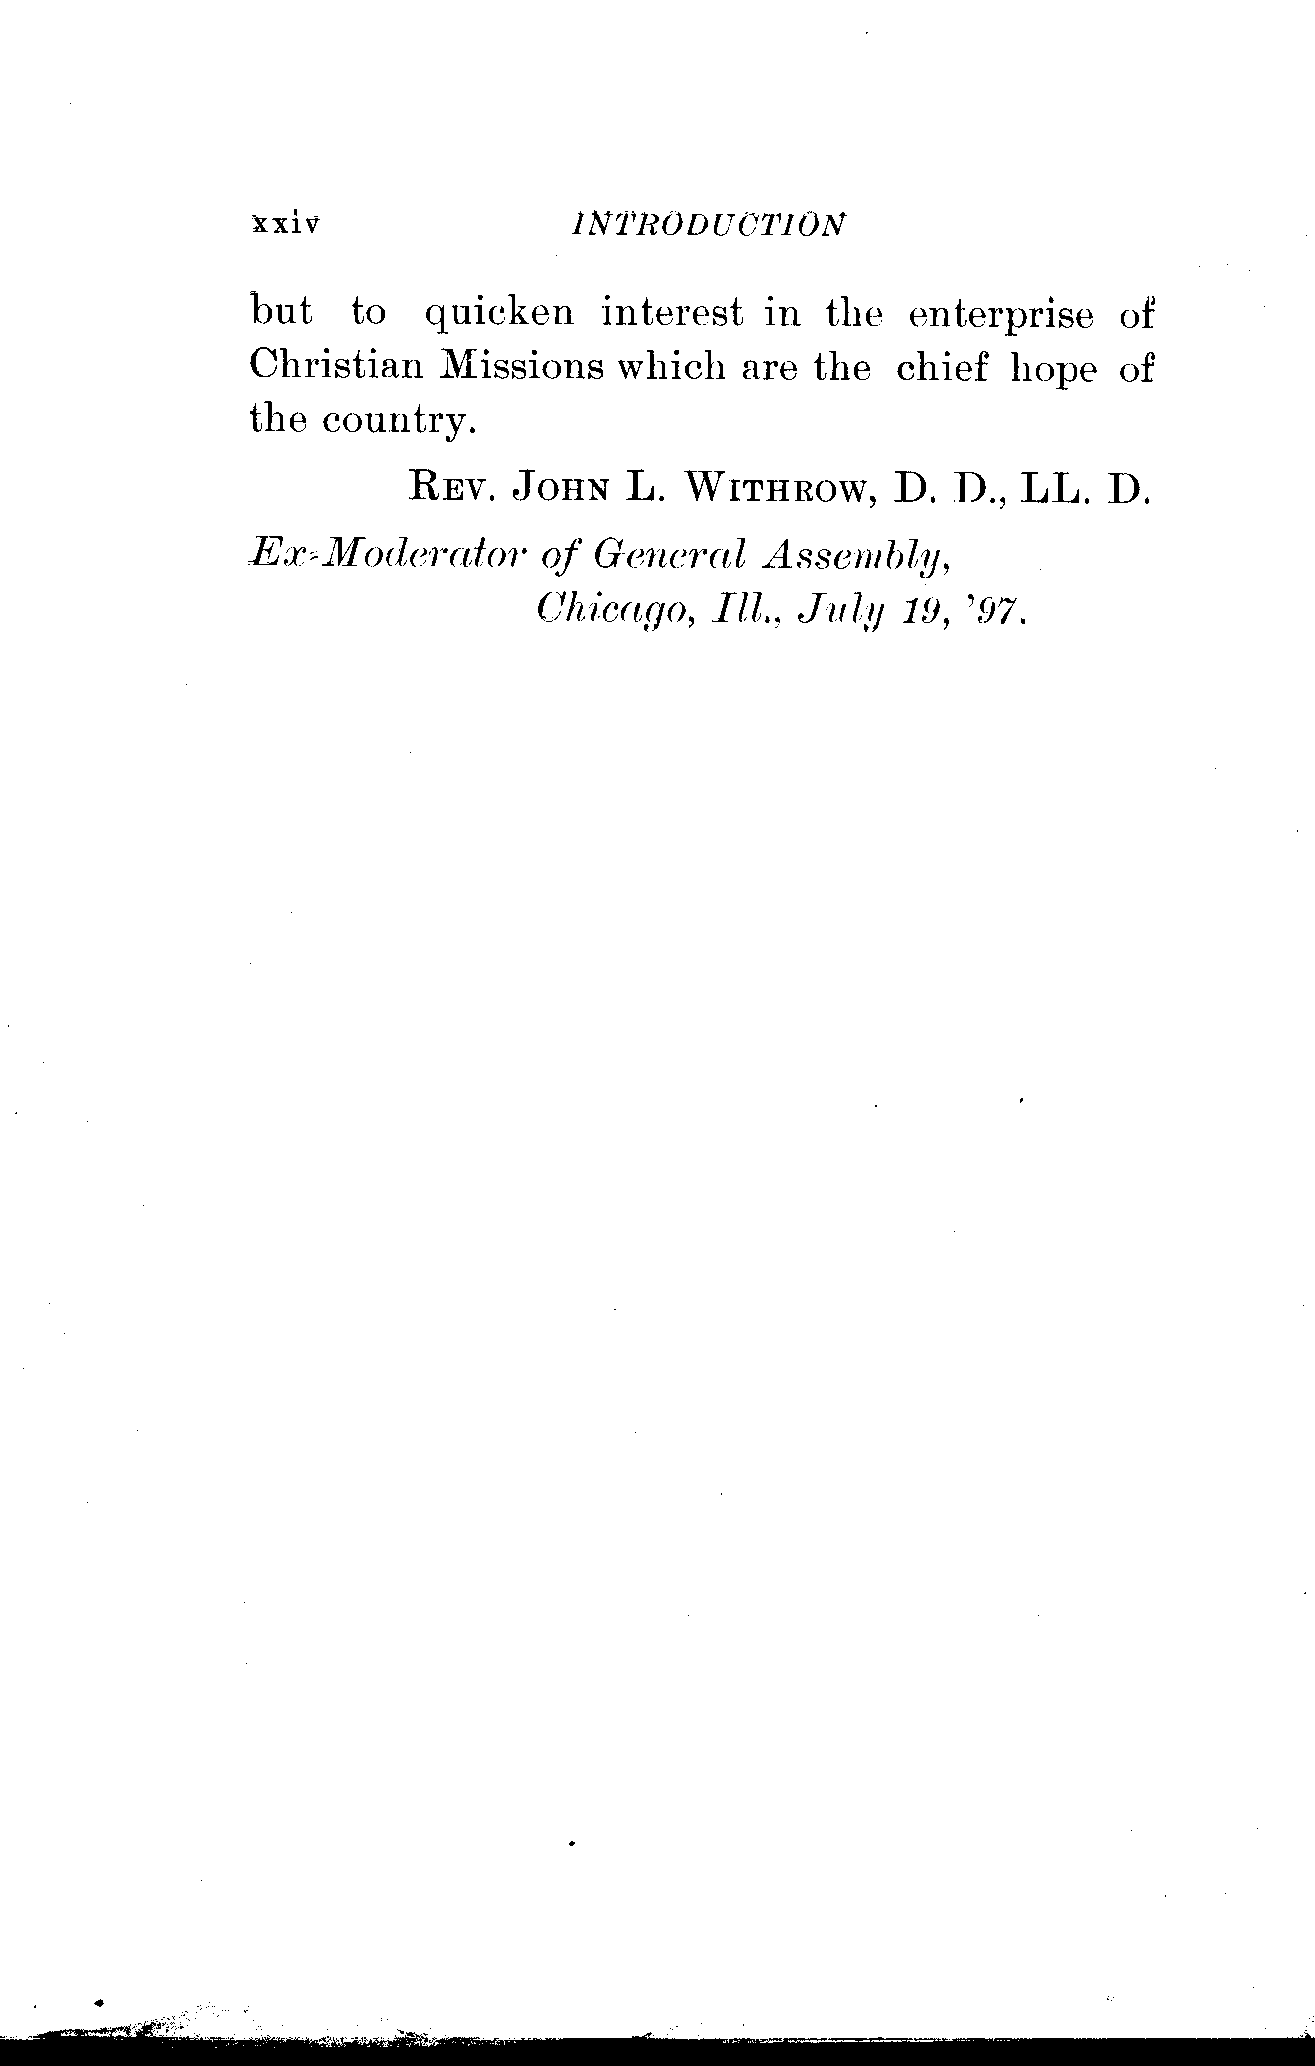 xxiv INTRODUCTION
but to quicken interest in the enterprise of
Christian Missions which are the chief hope of
the country.
REV. JOHN L. WITHROW, D. D., LL. D.
Ex-Moderator of General Assembly,
Chicago, Ill., July 19, '97.